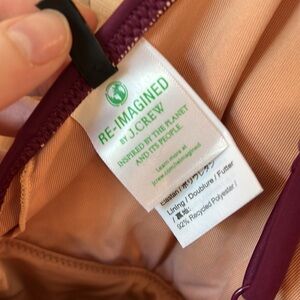 RE-IMAGINED
BY J.CREW
INSPIRED BY THE PLANET
AND ITS PEOPLE
Learn more at
jcrew.com/reimagined
Lining / Doublure / Futter
92% Recycled Polyester /